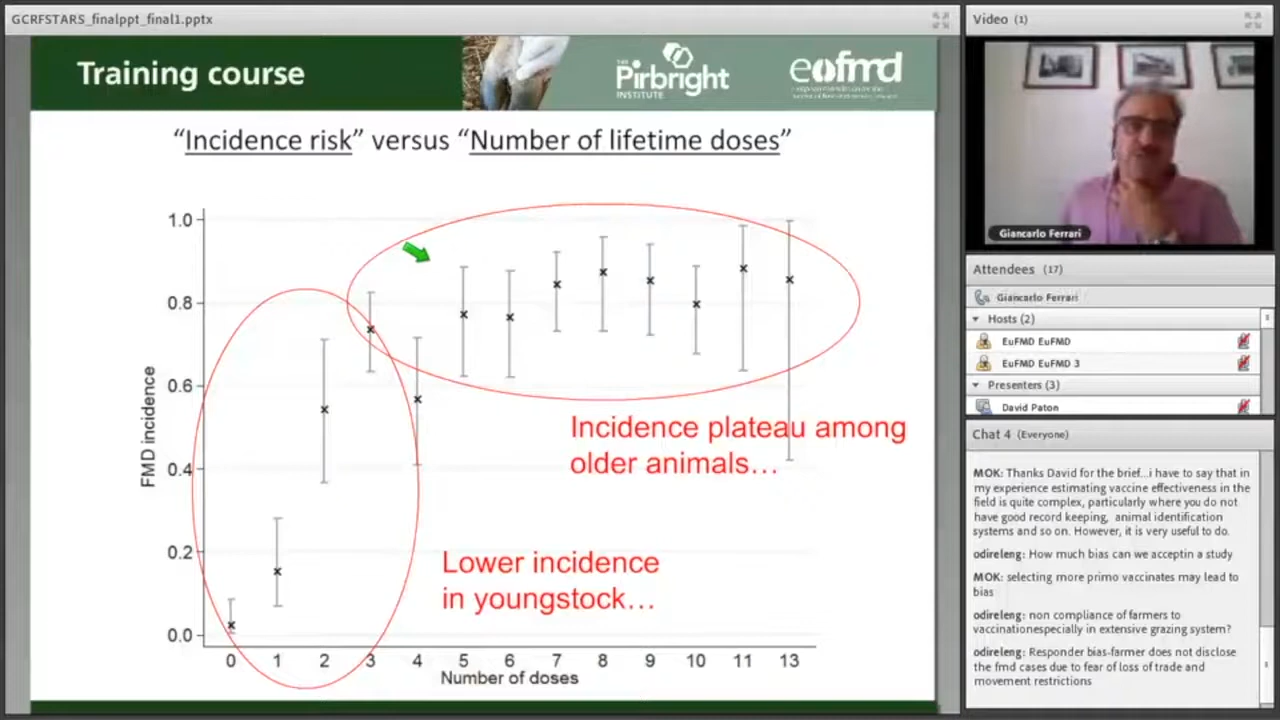 GCRFSTARS_finalppt_final1.pptx
Training course
THE
Pirbright
INSTITUTE
eofmd
"Incidence risk" versus "Number of lifetime doses"
1.0
0.8
0.6
0.4
0.2
0.0
FMD incidence
0 1 2 3 4 5 6 7 8 9 10 11 13
Number of doses
Incidence plateau among
older animals...
Lower incidence
in youngstock...
Video (1)
Giancarlo Ferrari
Attendees (17)
Giancarlo Ferrari
Hosts (2)
EuFMD EuFMD
EuFMD EuFMD 3
Presenters (3)
David Paton
Chat 4 (Everyone)
MOK: Thanks David for the brief...i have to say that in
my experience estimating vaccine effectiveness in the
field is quite complex, particularly where you do not
have good record keeping, animal identification
systems and so on. However, it is very useful to do.
odireleng: How much bias can we acceptin a study
MOK: selecting more primo vaccinates may lead to
bias
odireleng: non compliance of farmers to
vaccinationespecially in extensive grazing system?
odireleng: Responder bias-farmer does not disclose
the fmd cases due to fear of loss of trade and
movement restrictions